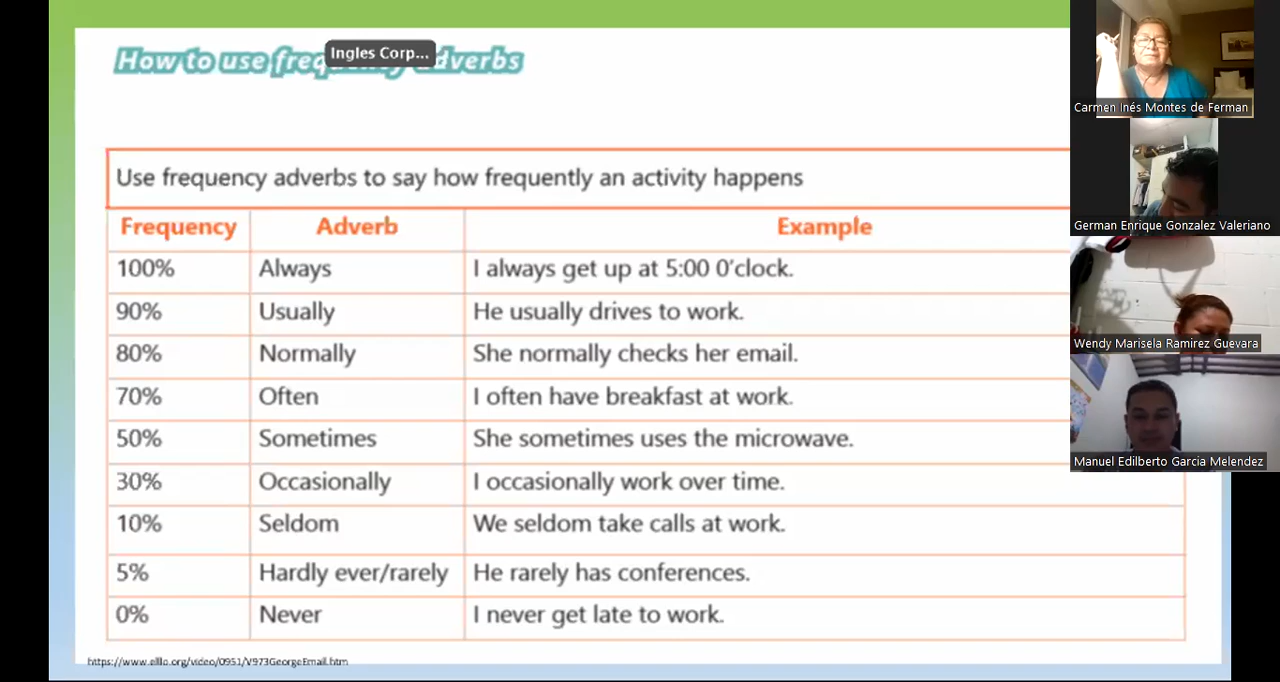 How to use freq adverbs
Ingles Corp...
Use frequency adverbs to say how frequently an activity happens
Frequency Adverb Example
100% Always I always get up at 5:00 0'clock.
90% Usually He usually drives to work.
80% Normally She normally checks her email.
70% Often I often have breakfast at work.
50% Sometimes She sometimes uses the microwave.
30% Occasionally I occasionally work over time.
10% Seldom We seldom take calls at work.
5% Hardly ever/rarely He rarely has conferences.
0% Never I never get late to work.
https://www.elllo.org/video/0951/V973GeorgeEmail.htm
Carmen Inés Montes de Ferman
German Enrique Gonzalez Valeriano
Wendy Marisela Ramirez Guevara
Manuel Edilberto Garcia Melendez